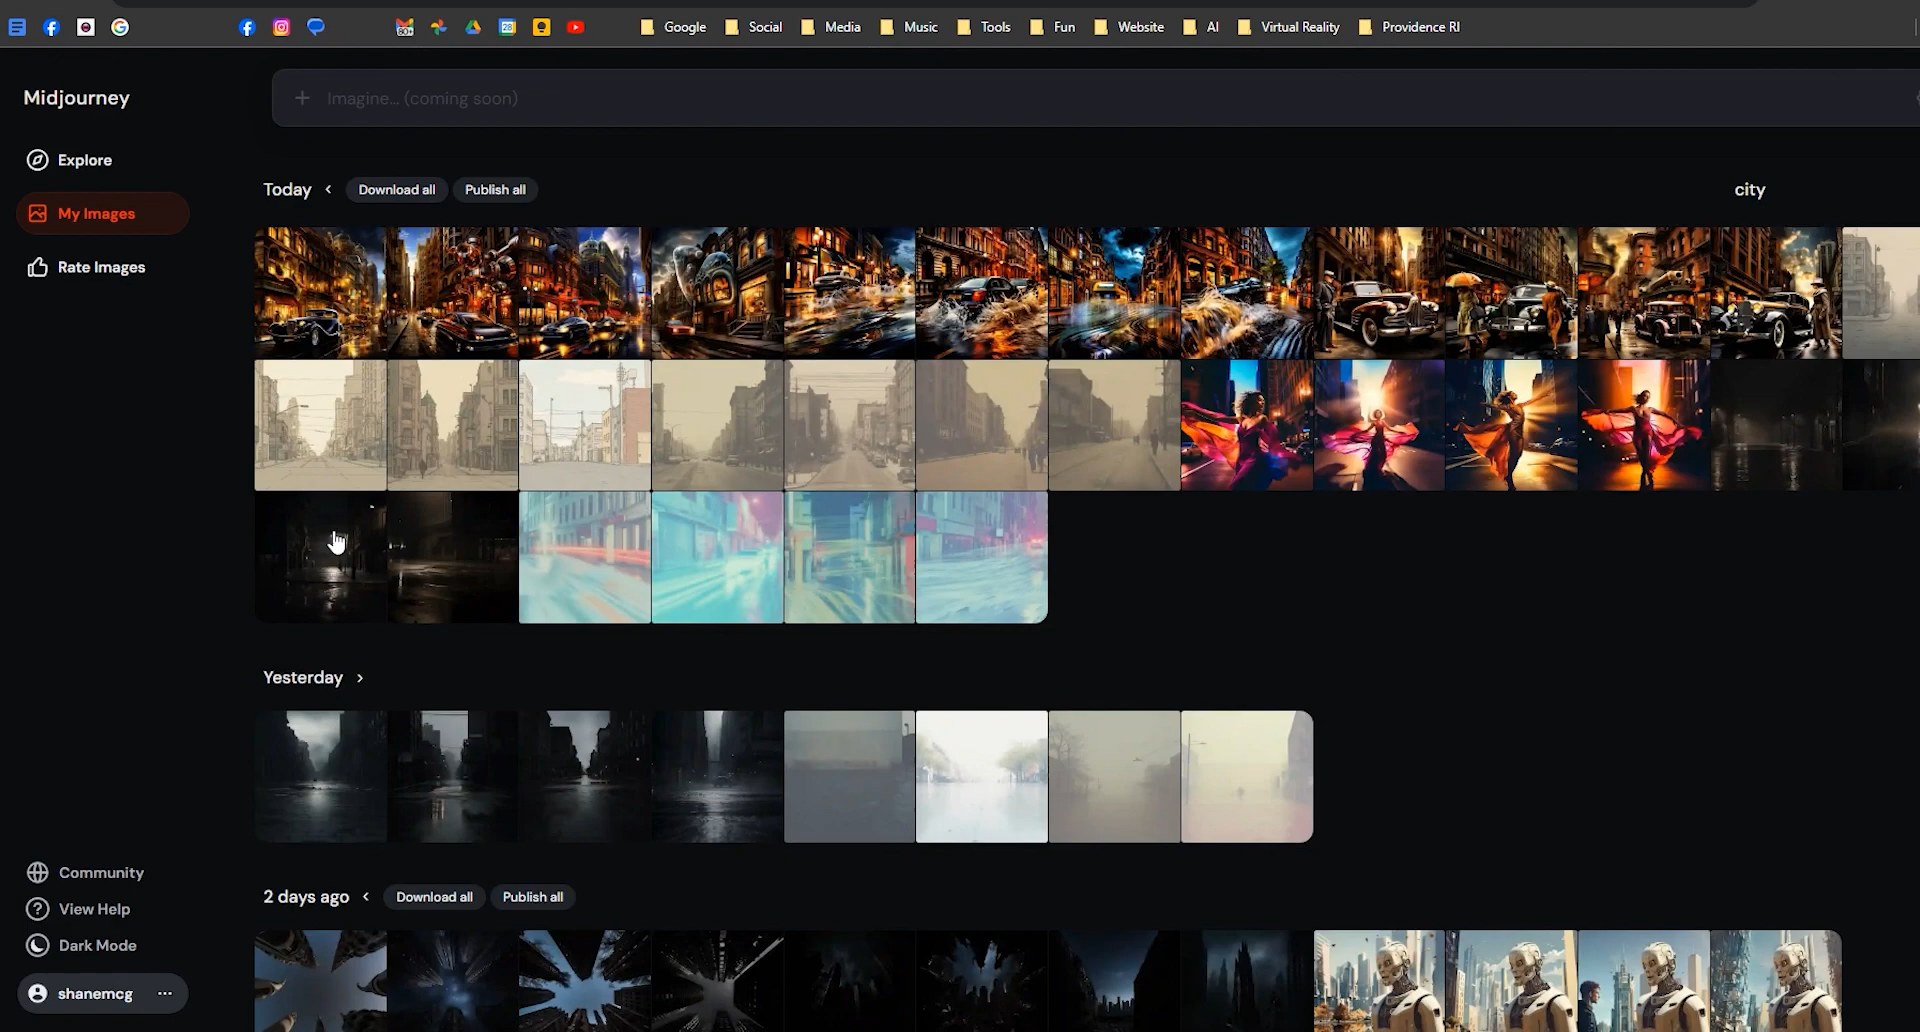 Google Social Media Music Tools Fun Website AI Virtual Reality Providence RI
Midjourney
Imagine... (coming soon)
Explore
My Images
Rate Images
Today Download all Publish all city
Yesterday
2 days ago Download all Publish all
Community
View Help
Dark Mode
shanemcg ...